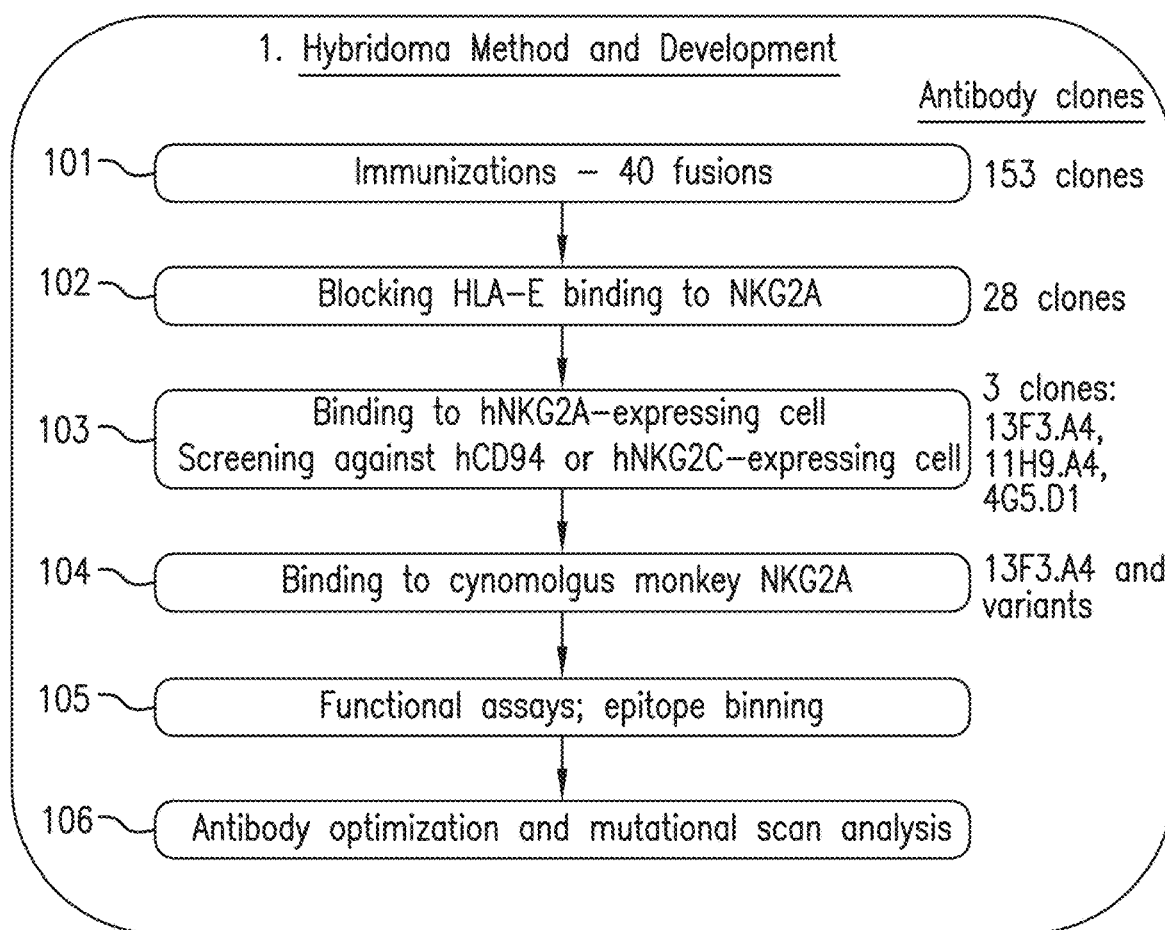 1. Hybridoma Method and Development
Antibody clones
101
Immunizations – 40 fusions
153 clones
102
Blocking HLA–E binding to NKG2A
28 clones
103
Binding to hNKG2A–expressing cell
Screening against hCD94 or hNKG2C–expressing cell
3 clones:
13F3.A4,
11H9.A4,
4G5.D1
104
Binding to cynomolgus monkey NKG2A
13F3.A4 and
variants
105
Functional assays; epitope binning
106
Antibody optimization and mutational scan analysis